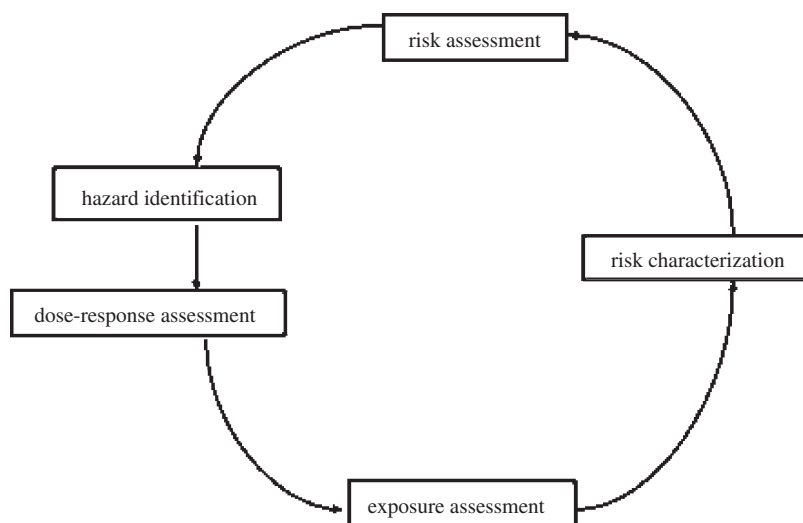 risk assessment
hazard identification
risk characterization
dose-response assessment
exposure assessment